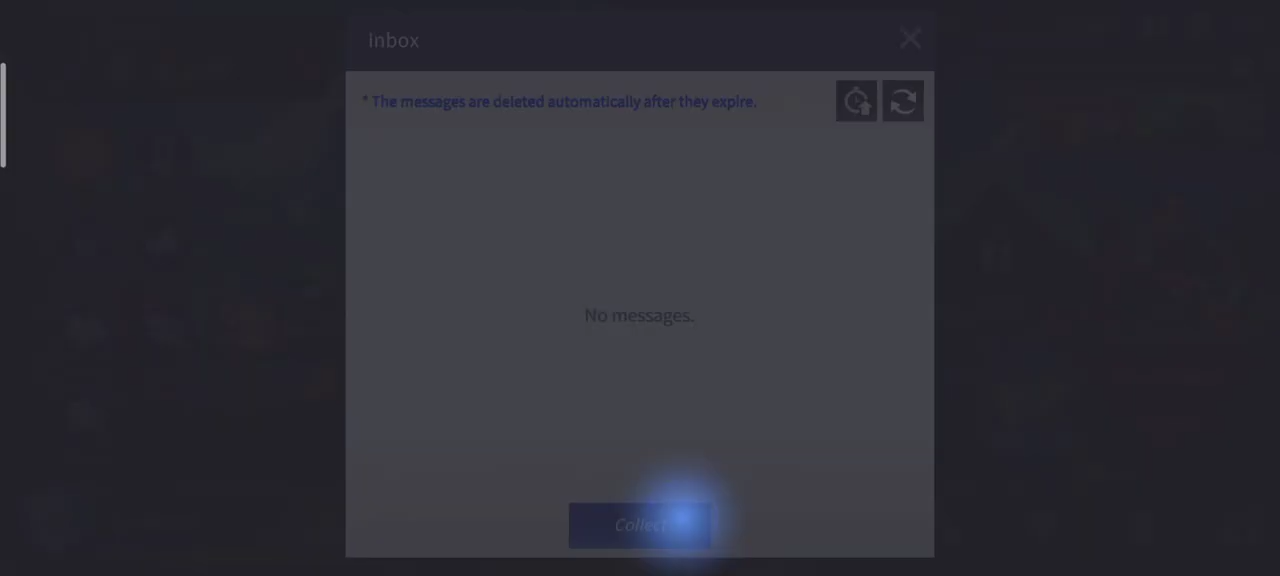 Inbox
* The messages are deleted automatically after they expire.
No messages.
Collect